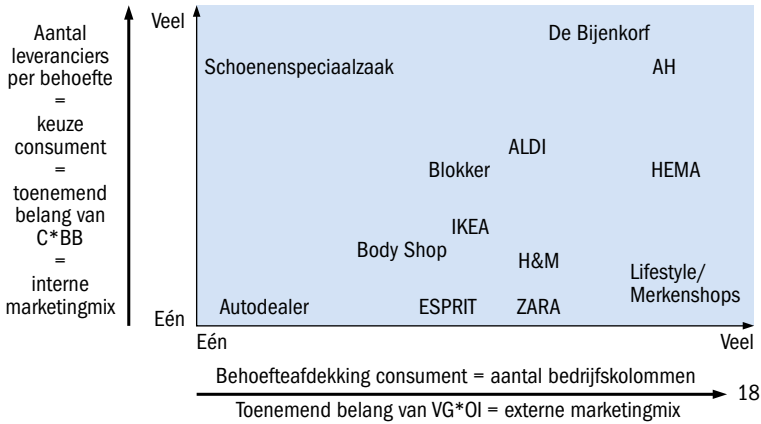 Aantal
leveranciers
per behoefte
=
keuze
consument
=
toenemend
belang van
C*BB
=
interne
marketingmix
Veel
De Bijenkorf
Schoenenspeciaalzaak
AH
ALDI
Blokker
HEMA
IKEA
Body Shop
H&M
Lifestyle/
Merkenshops
Autodealer
ESPRIT
ZARA
Eén
Eén
Veel
Behoefteafdekking consument = aantal bedrijfskolommen
18
Toenemend belang van VG*OI = externe marketingmix